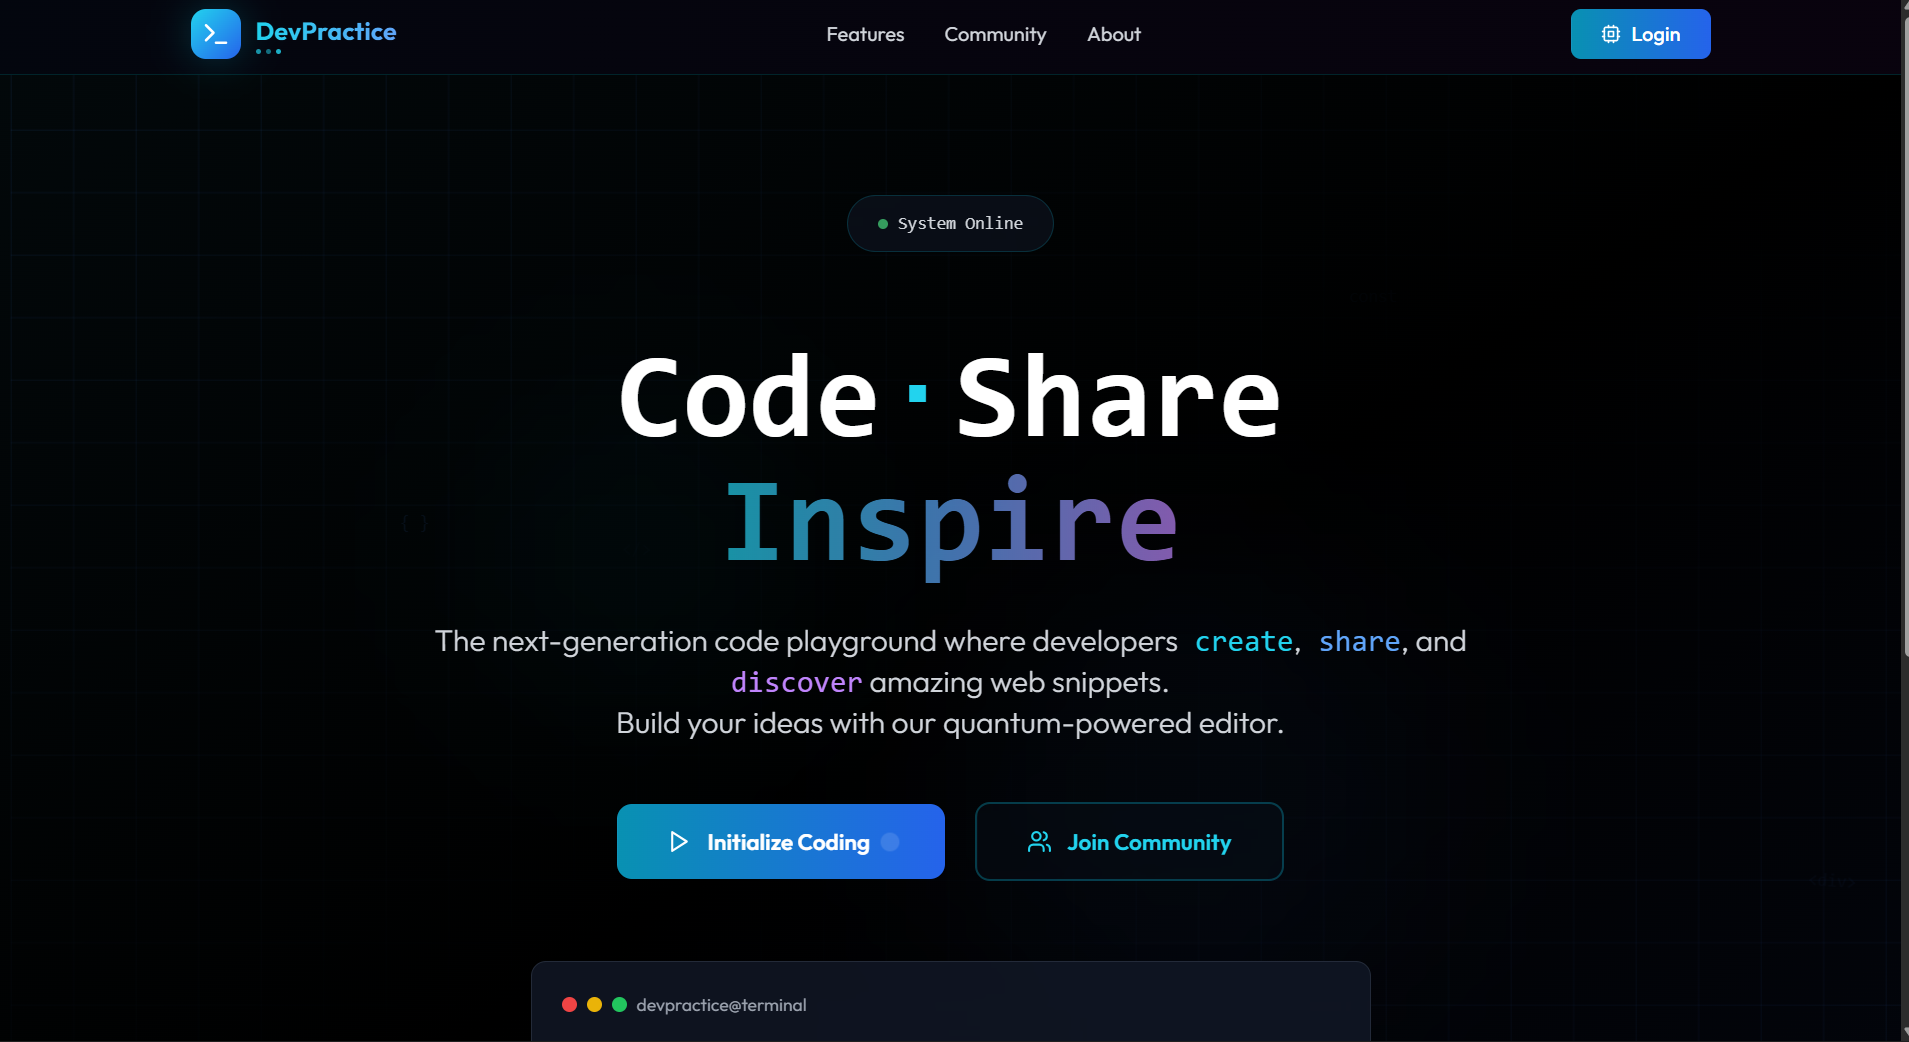 DevPractice
Features
Community
About
Login
System Online
Code·Share
Inspire
The next-generation code playground where developers create, share, and
discover amazing web snippets.
Build your ideas with our quantum-powered editor.
Initialize Coding
Join Community
{ }
devpractice@terminal